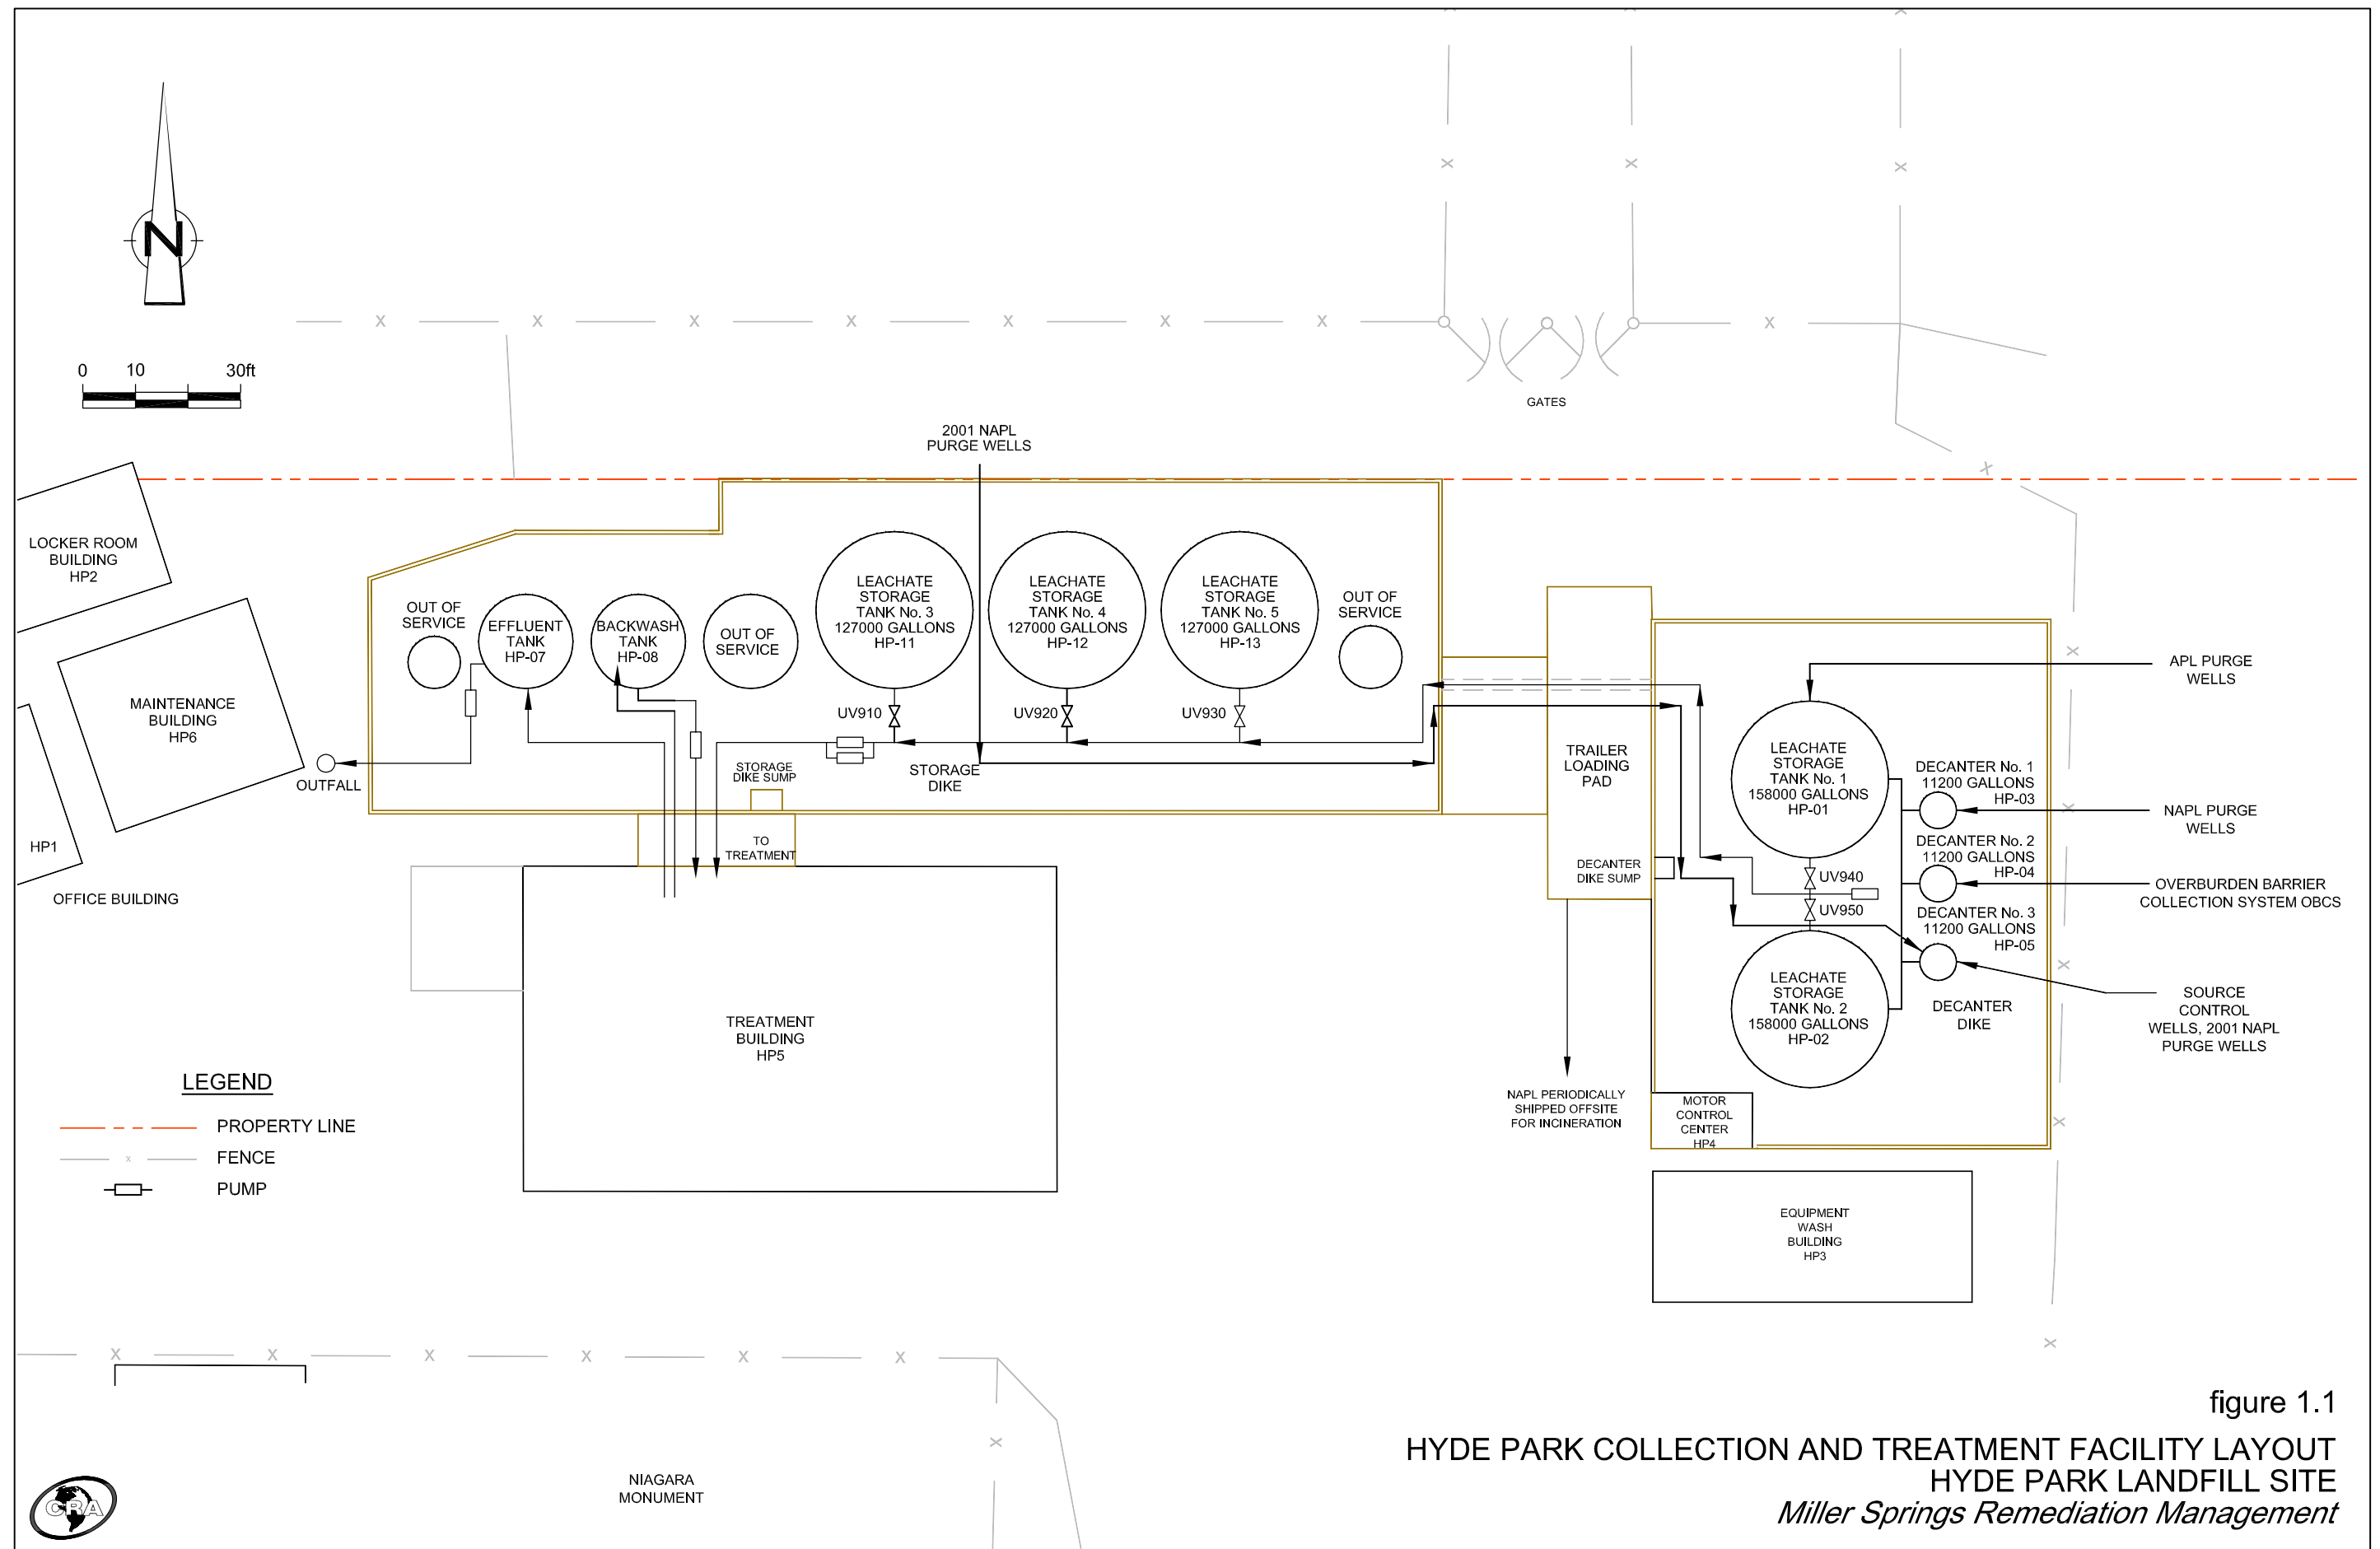 N
0 10 30ft
GATES
2001 NAPL
PURGE WELLS
LOCKER ROOM
BUILDING
HP2
MAINTENANCE
BUILDING
HP6
HP1
OFFICE BUILDING
OUTFALL
OUT OF
SERVICE
EFFLUENT
TANK
HP-07
BACKWASH
TANK
HP-08
OUT OF
SERVICE
LEACHATE
STORAGE
TANK No. 3
127000 GALLONS
HP-11
LEACHATE
STORAGE
TANK No. 4
127000 GALLONS
HP-12
LEACHATE
STORAGE
TANK No. 5
127000 GALLONS
HP-13
OUT OF
SERVICE
UV910
UV920
UV930
STORAGE
DIKE SUMP
STORAGE
DIKE
TO
TREATMENT
TREATMENT
BUILDING
HP5
TRAILER
LOADING
PAD
DECANTER
DIKE SUMP
NAPL PERIODICALLY
SHIPPED OFFSITE
FOR INCINERATION
LEACHATE
STORAGE
TANK No. 1
158000 GALLONS
HP-01
UV940
UV950
LEACHATE
STORAGE
TANK No. 2
158000 GALLONS
HP-02
DECANTER No. 1
11200 GALLONS
HP-03
DECANTER No. 2
11200 GALLONS
HP-04
DECANTER No. 3
11200 GALLONS
HP-05
DECANTER
DIKE
APL PURGE
WELLS
NAPL PURGE
WELLS
OVERBURDEN BARRIER
COLLECTION SYSTEM OBCS
SOURCE
CONTROL
WELLS, 2001 NAPL
PURGE WELLS
MOTOR
CONTROL
CENTER
HP4
EQUIPMENT
WASH
BUILDING
HP3
LEGEND
PROPERTY LINE
FENCE
PUMP
NIAGARA
MONUMENT
CRA
figure 1.1
HYDE PARK COLLECTION AND TREATMENT FACILITY LAYOUT
HYDE PARK LANDFILL SITE
Miller Springs Remediation Management